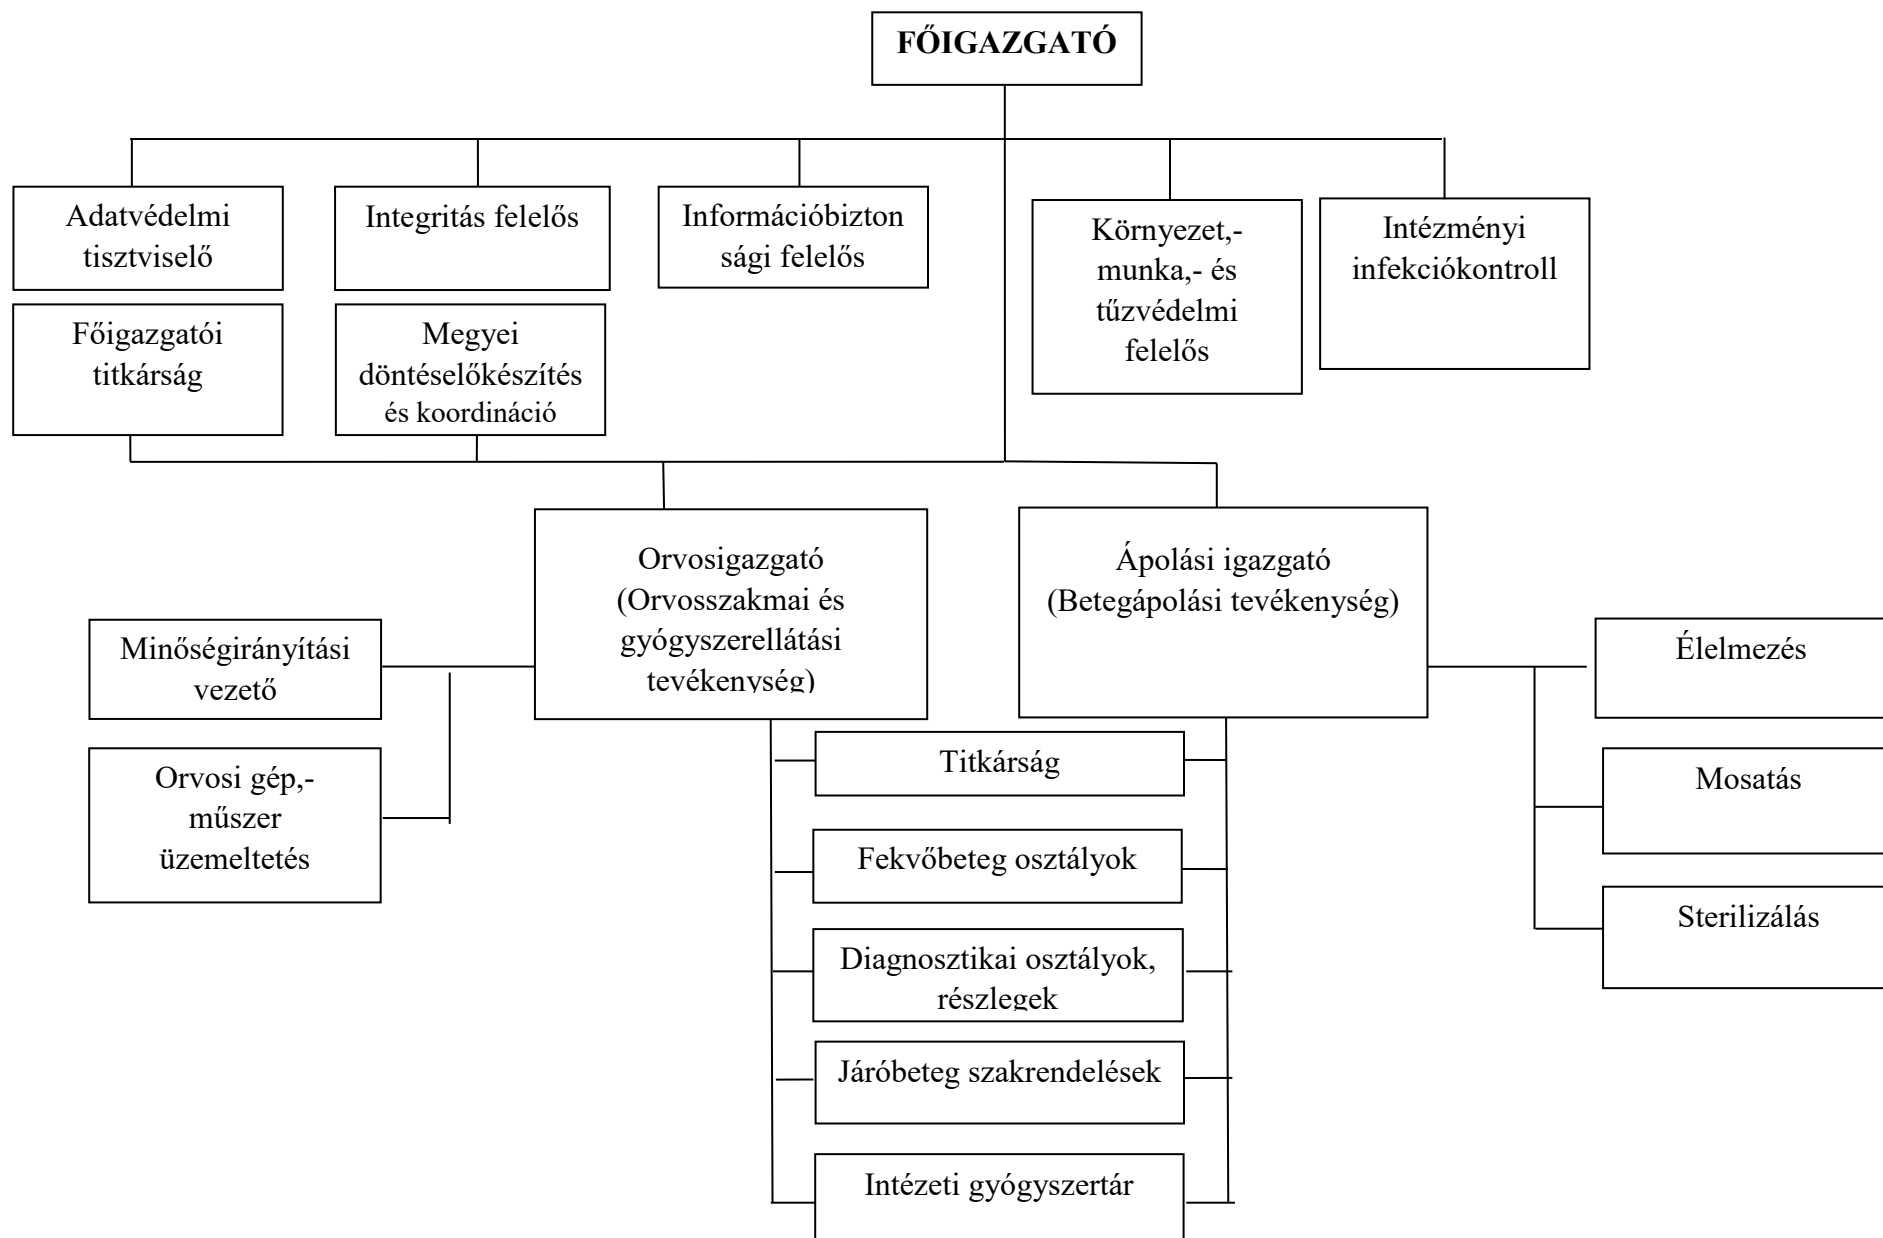 FŐIGAZGATÓ
Adatvédelmi
tisztviselő
Integritás felelős
Információbizton
sági felelős
Környezet,-
munka,- és
tűzvédelmi
felelős
Intézményi
infekciókontroll
Főigazgatói
titkárság
Megyei
döntéselőkészítés
és koordináció
Orvosigazgató
(Orvosszakmai és
gyógyszerellátási
tevékenység)
Ápolási igazgató
(Betegápolási tevékenység)
Minőségirányítási
vezető
Orvosi gép,-
műszer
üzemeltetés
Élelmezés
Mosatás
Sterilizálás
Titkárság
Fekvőbeteg osztályok
Diagnosztikai osztályok,
részlegek
Járóbeteg szakrendelések
Intézeti gyógyszertár